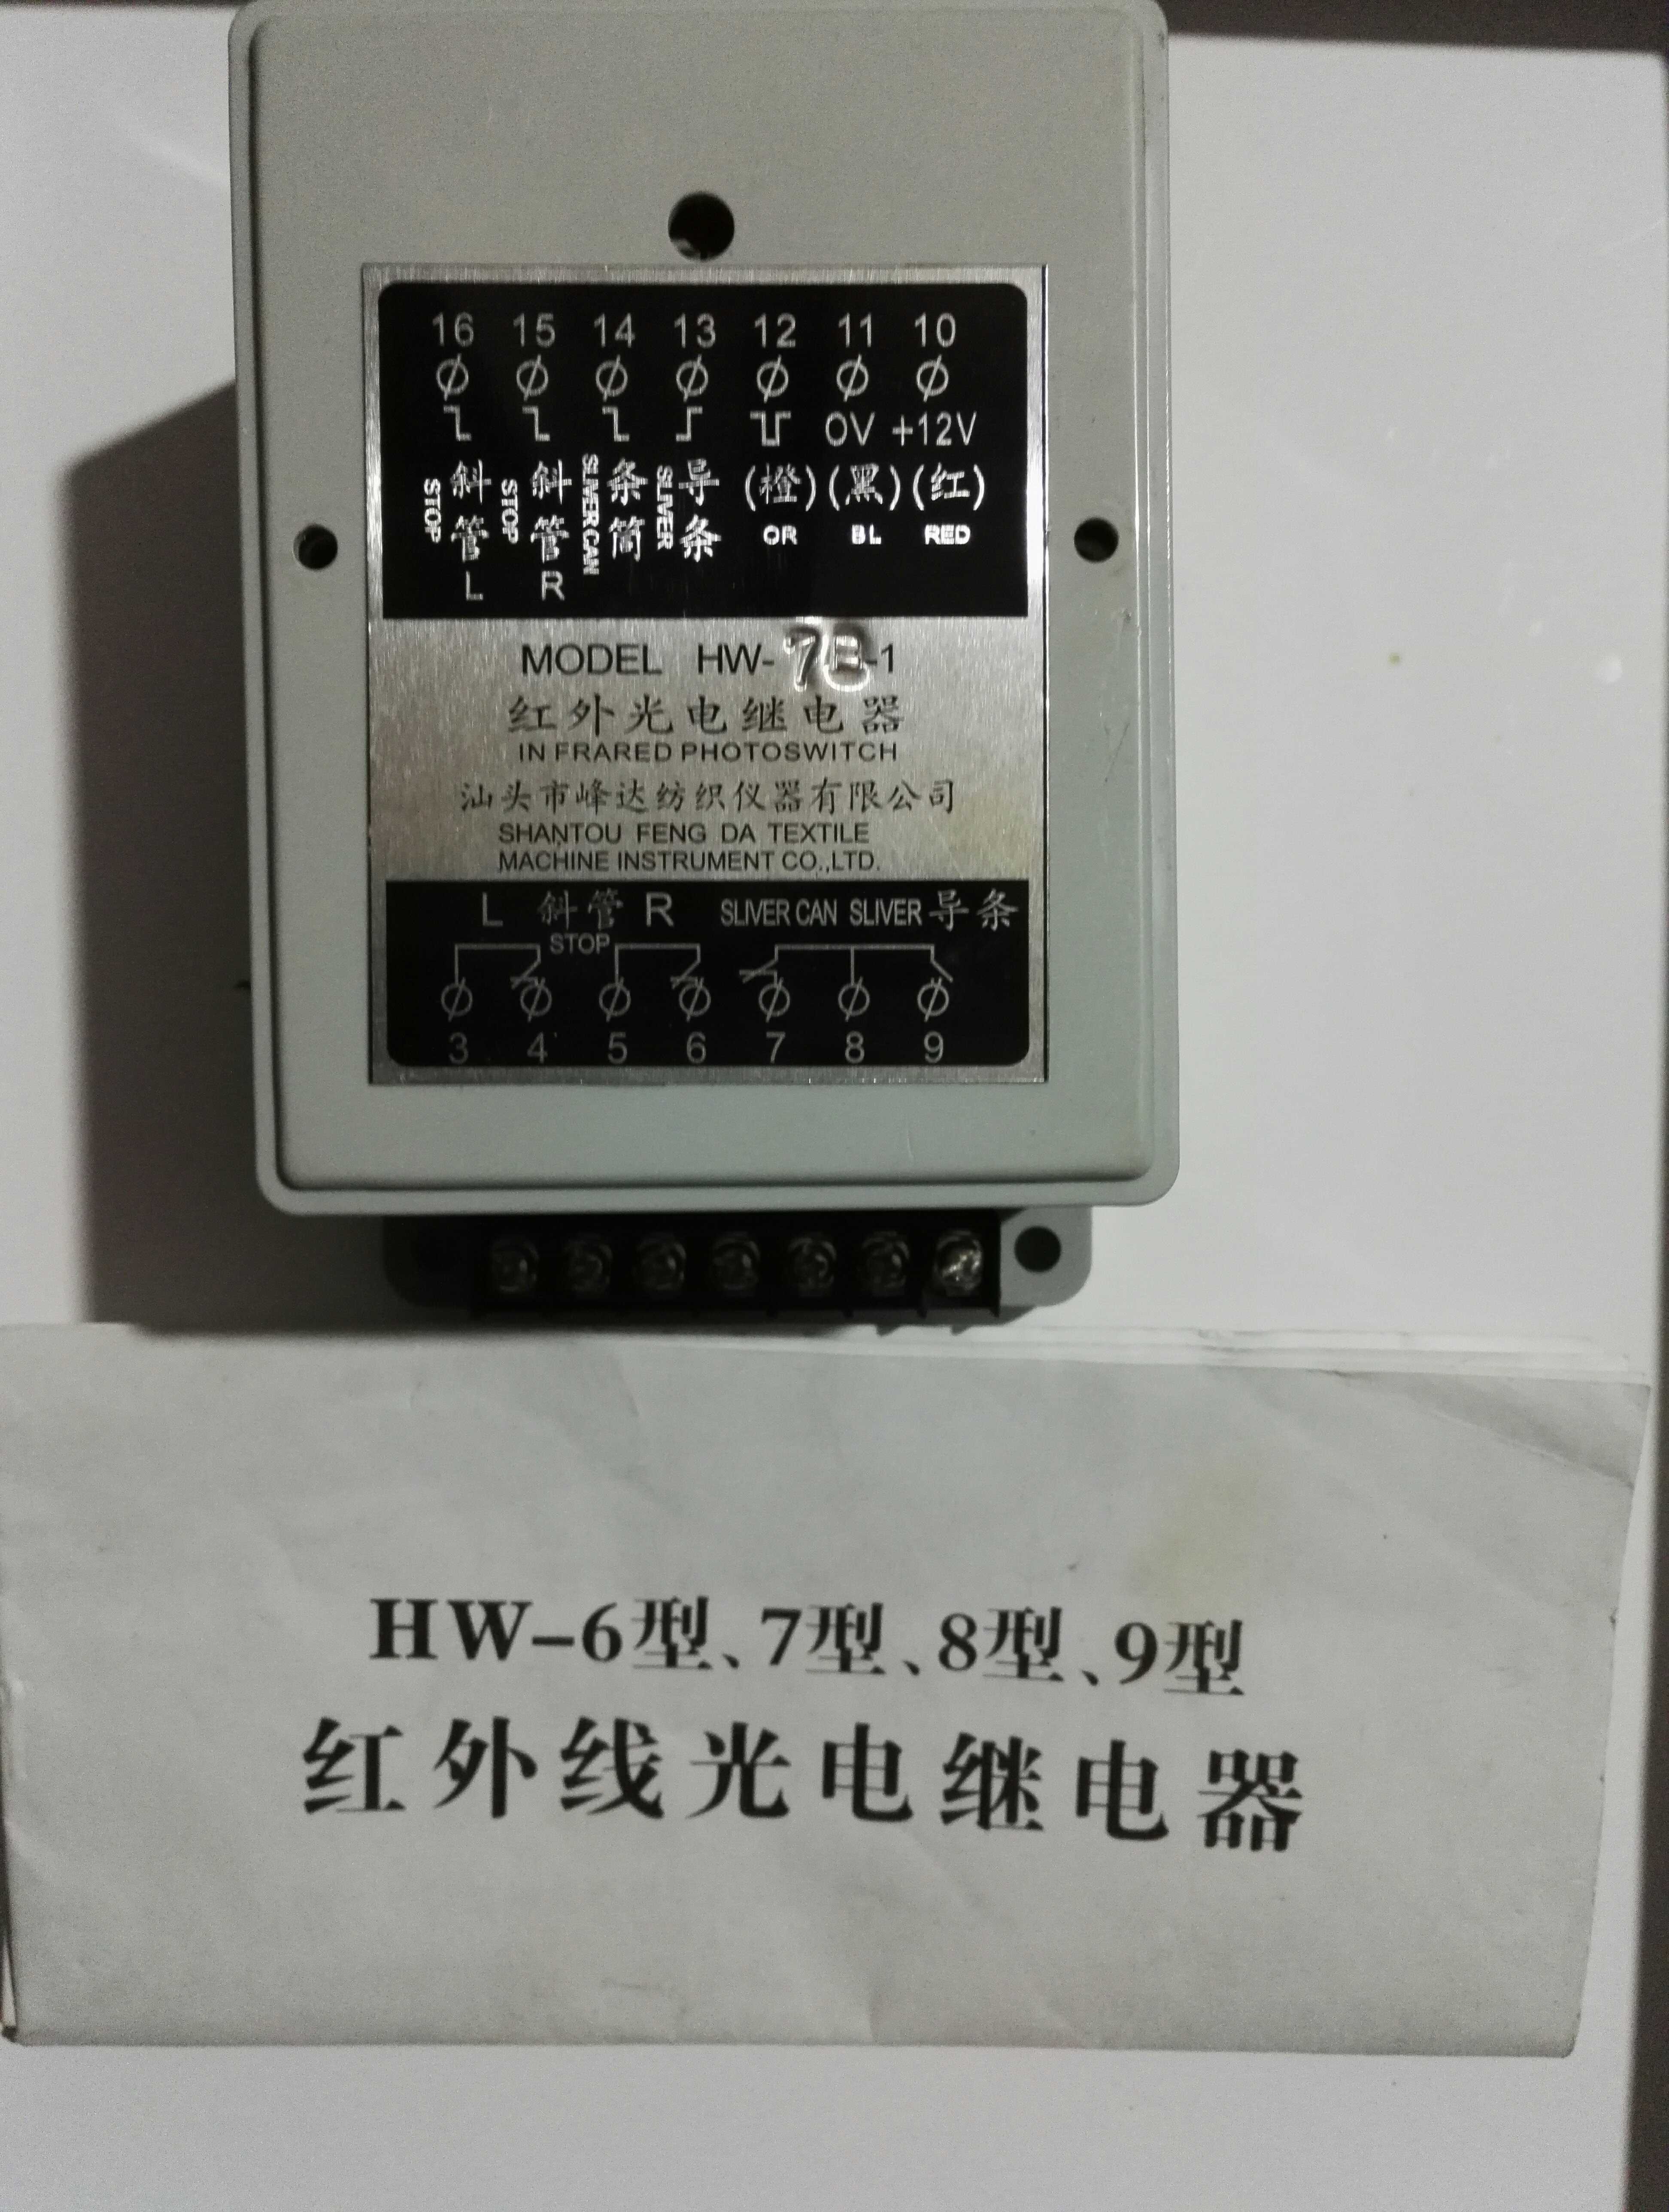 16 15 14 13 12 11 10
0V +12V
STOP 斜管 L
STOP 斜管 R
SLIVER CAN 条筒
SLIVER 导条
(橙) (黑) (红)
OR BL RED
MODEL HW-7B-1
红外光电继电器
IN FRARED PHOTOSWITCH
汕头市峰达纺织仪器有限公司
SHANTOU FENG DA TEXTILE
MACHINE INSTRUMENT CO.,LTD.
L 斜管 R SLIVER CAN SLIVER 导条
STOP
3 4 5 6 7 8 9
HW-6型、7型、8型、9型
红外线光电继电器